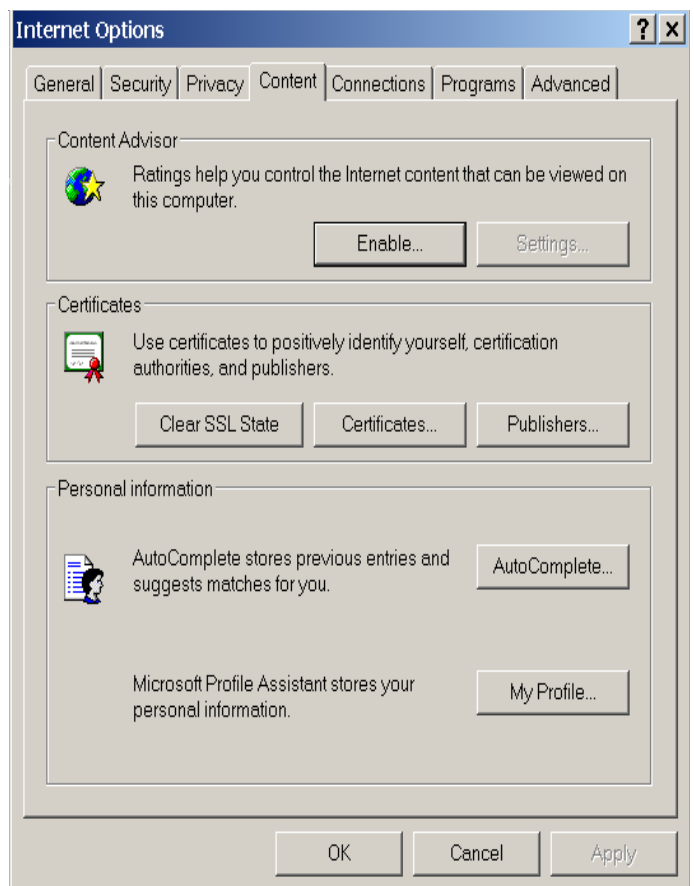 Internet Options
General Security Privacy Content Connections Programs Advanced
Content Advisor
Ratings help you control the Internet content that can be viewed on
this computer.
Enable... Settings...
Certificates
Use certificates to positively identify yourself, certification
authorities, and publishers.
Clear SSL State Certificates... Publishers...
Personal information
AutoComplete stores previous entries and
suggests matches for you.
AutoComplete...
Microsoft Profile Assistant stores your
personal information.
My Profile...
OK Cancel Apply